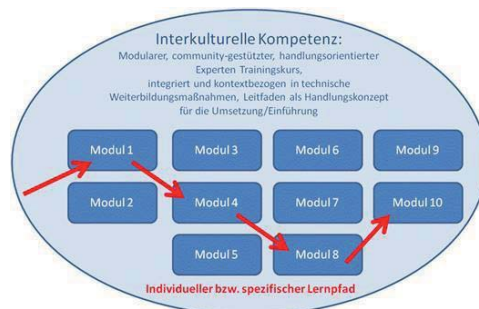 Interkulturelle Kompetenz:
Modularer, community-gestützter, handlungsorientierter
Experten Trainingskurs,
integriert und kontextbezogen in technische
Weiterbildungsmaßnahmen, Leitfaden als Handlungskonzept
für die Umsetzung/Einführung
Modul 1 Modul 3 Modul 6 Modul 9
Modul 2 Modul 4 Modul 7 Modul 10
Modul 5 Modul 8
Individueller bzw. spezifischer Lernpfad